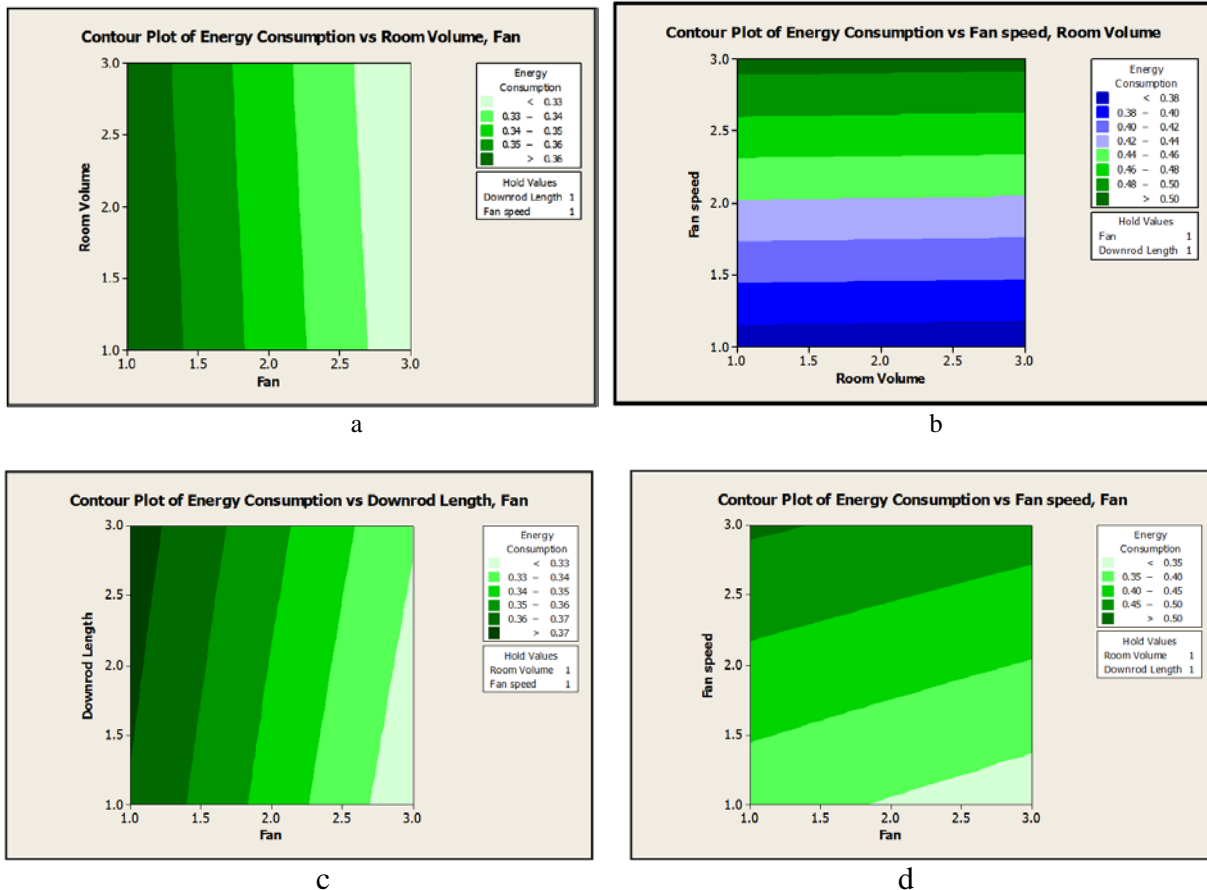 Contour Plot of Energy Consumption vs Room Volume, Fan
3.0
2.5
2.0
1.5
1.0
Room Volume
1.0 1.5 2.0 2.5 3.0
Fan
Energy
Consumption
< 0.33
0.33 – 0.34
0.34 – 0.35
0.35 – 0.36
> 0.36
Hold Values
Downrod Length 1
Fan speed 1
a
Contour Plot of Energy Consumption vs Fan speed, Room Volume
3.0
2.5
2.0
1.5
1.0
Fan speed
1.0 1.5 2.0 2.5 3.0
Room Volume
Energy
Consumption
< 0.38
0.38 – 0.40
0.40 – 0.42
0.42 – 0.44
0.44 – 0.46
0.46 – 0.48
0.48 – 0.50
> 0.50
Hold Values
Fan 1
Downrod Length 1
b
Contour Plot of Energy Consumption vs Downrod Length, Fan
3.0
2.5
2.0
1.5
1.0
Downrod Length
1.0 1.5 2.0 2.5 3.0
Fan
Energy
Consumption
< 0.33
0.33 – 0.34
0.34 – 0.35
0.35 – 0.36
0.36 – 0.37
> 0.37
Hold Values
Room Volume 1
Fan speed 1
c
Contour Plot of Energy Consumption vs Fan speed, Fan
3.0
2.5
2.0
1.5
1.0
Fan speed
1.0 1.5 2.0 2.5 3.0
Fan
Energy
Consumption
< 0.35
0.35 – 0.40
0.40 – 0.45
0.45 – 0.50
> 0.50
Hold Values
Room Volume 1
Downrod Length 1
d